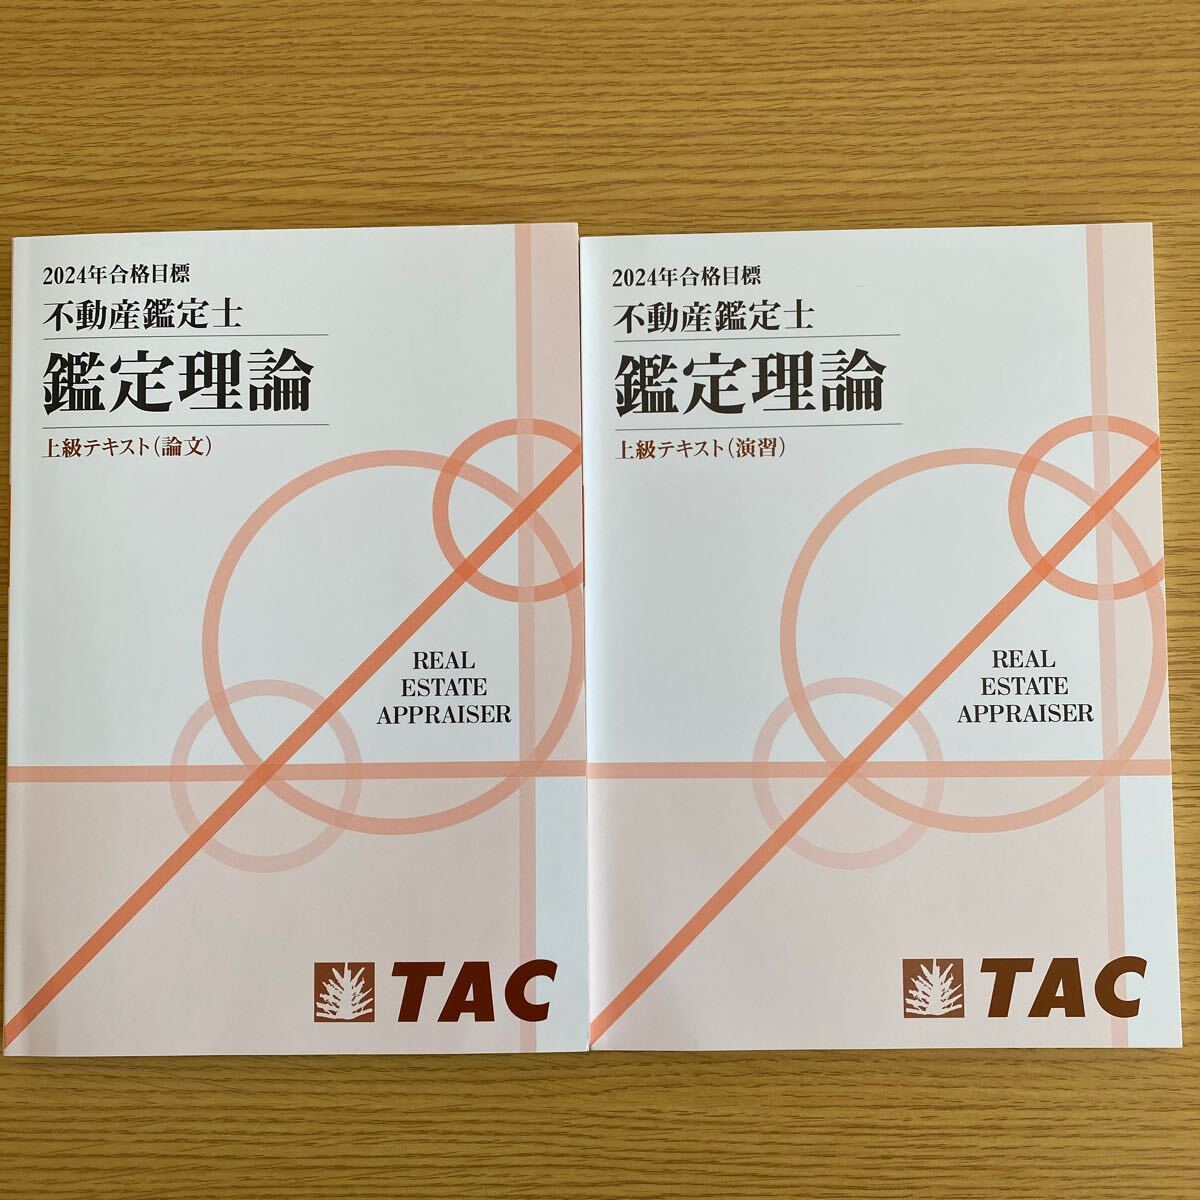 2024年合格目標
不動産鑑定士
鑑定理論
上級テキスト(論文)
REAL
ESTATE
APPRAISER
TAC
2024年合格目標
不動産鑑定士
鑑定理論
上級テキスト(演習)
REAL
ESTATE
APPRAISER
TAC